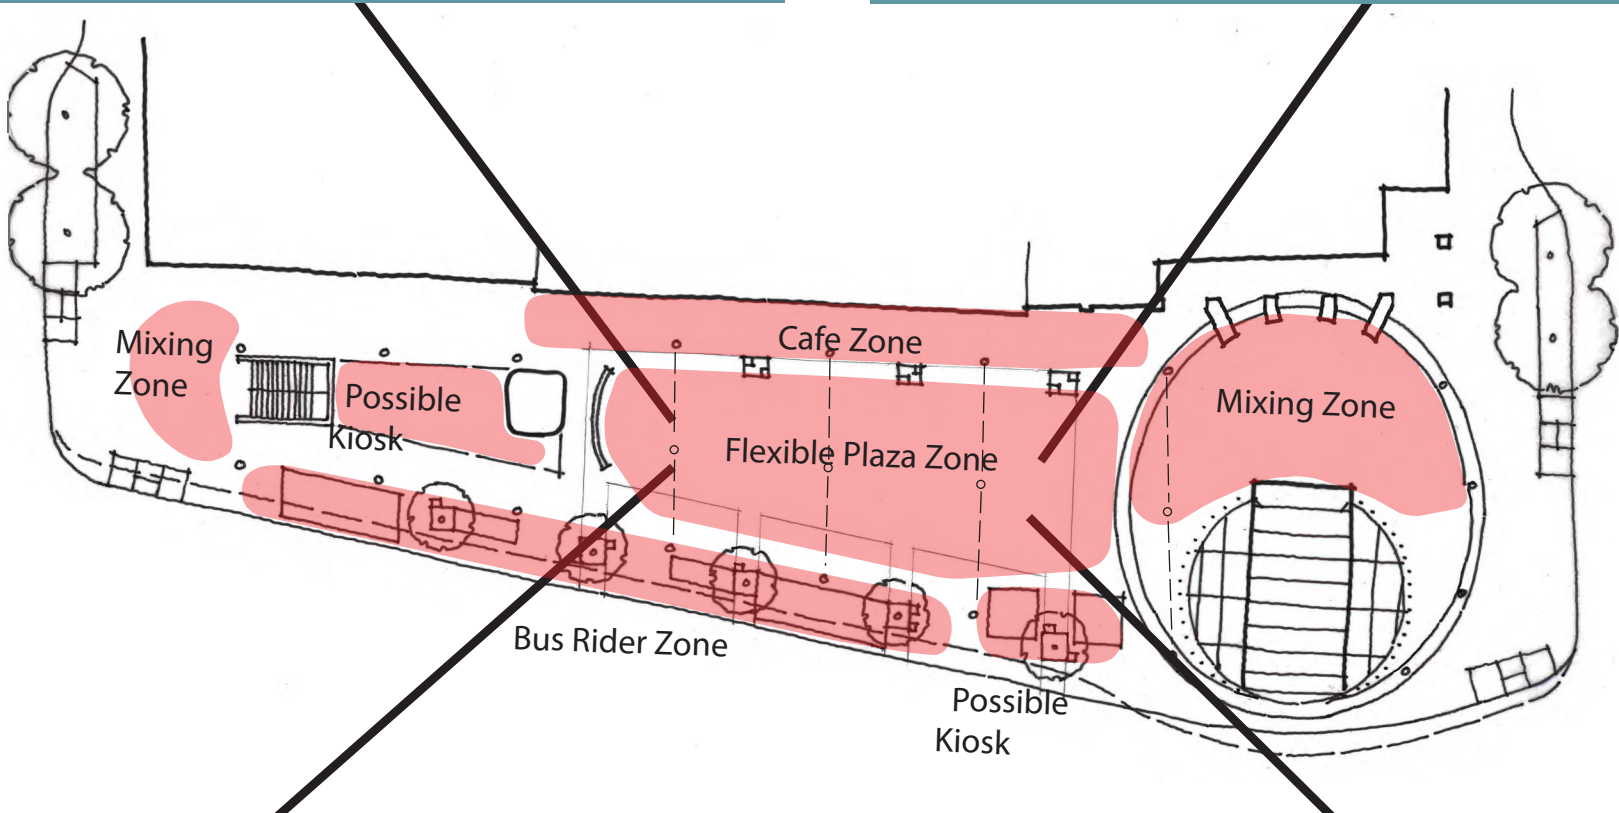 Cafe Zone
Mixing
Zone
Possible
Kiosk
Flexible Plaza Zone
Mixing Zone
Bus Rider Zone
Possible
Kiosk